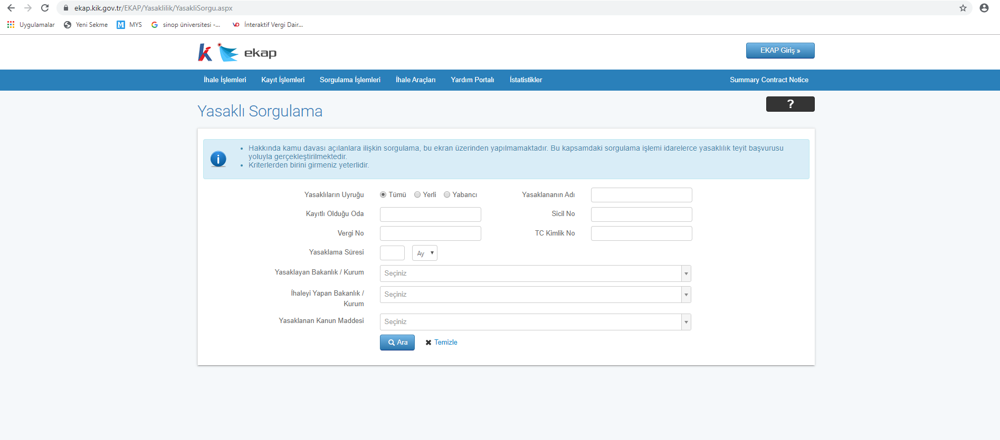 ekap.kik.gov.tr/EKAP/Yasaklilik/YasakliSorgu.aspx
Uygulamalar Yeni Sekme M MYS G sinop üniversitesi -... VD İnteraktif Vergi Dair...
ki ekap EKAP Giriş »
İhale İşlemleri Kayıt İşlemleri Sorgulama İşlemleri İhale Araçları Yardım Portalı İstatistikler Summary Contract Notice
?
Yasaklı Sorgulama
i
• Hakkında kamu davası açılanlara ilişkin sorgulama, bu ekran üzerinden yapılmamaktadır. Bu kapsamdaki sorgulama işlemi idarelerce yasaklılık teyit başvurusu
yoluyla gerçekleştirilmektedir.
• Kriterlerden birini girmeniz yeterlidir.
Yasaklıların Uyruğu Tümü Yerli Yabancı Yasaklananın Adı
Kayıtlı Olduğu Oda Sicil No
Vergi No TC Kimlik No
Yasaklama Süresi Ay
Yasaklayan Bakanlık / Kurum Seçiniz
İhaleyi Yapan Bakanlık / Seçiniz
Kurum
Yasaklanan Kanun Maddesi Seçiniz
Ara Temizle